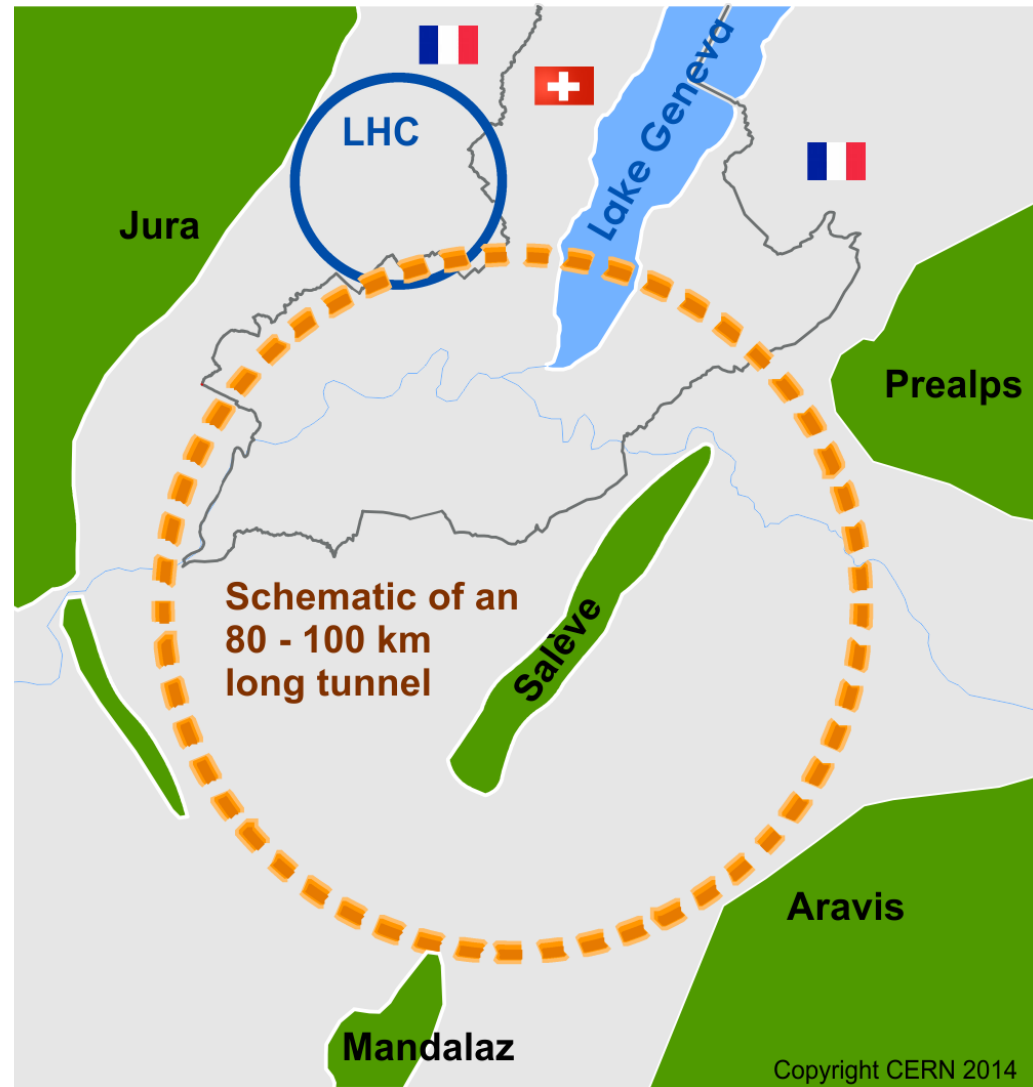 LHC
Lake Geneva
Jura
Prealps
Schematic of an
80 - 100 km
long tunnel
Salève
Aravis
Mandalaz
Copyright CERN 2014